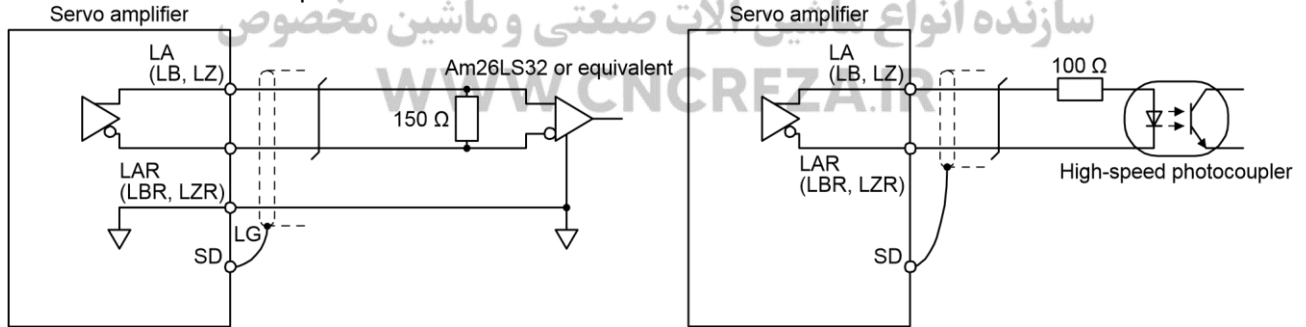 سازنده انواع ماشین آلات صنعتی و ماشین مخصوص
WWW.CNCREZA.IR
Servo amplifier
LA
(LB, LZ)
Am26LS32 or equivalent
150 Ω
LAR
(LBR, LZR)
LG
SD
Servo amplifier
LA
(LB, LZ)
100 Ω
LAR
(LBR, LZR)
High-speed photocoupler
SD